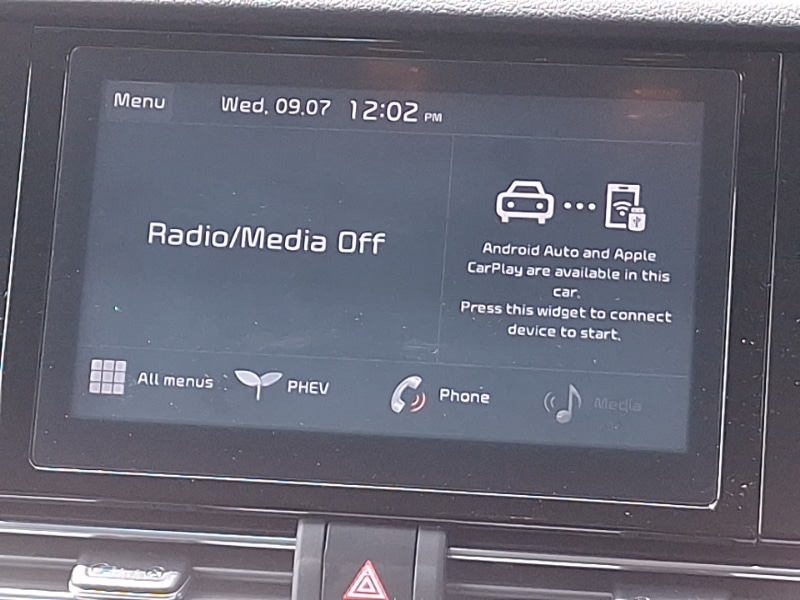 Menu
Wed, 09.07 12:02 PM
Radio/Media Off
Android Auto and Apple
CarPlay are available in this
car.
Press this widget to connect
device to start.
All menus
PHEV
Phone
Media